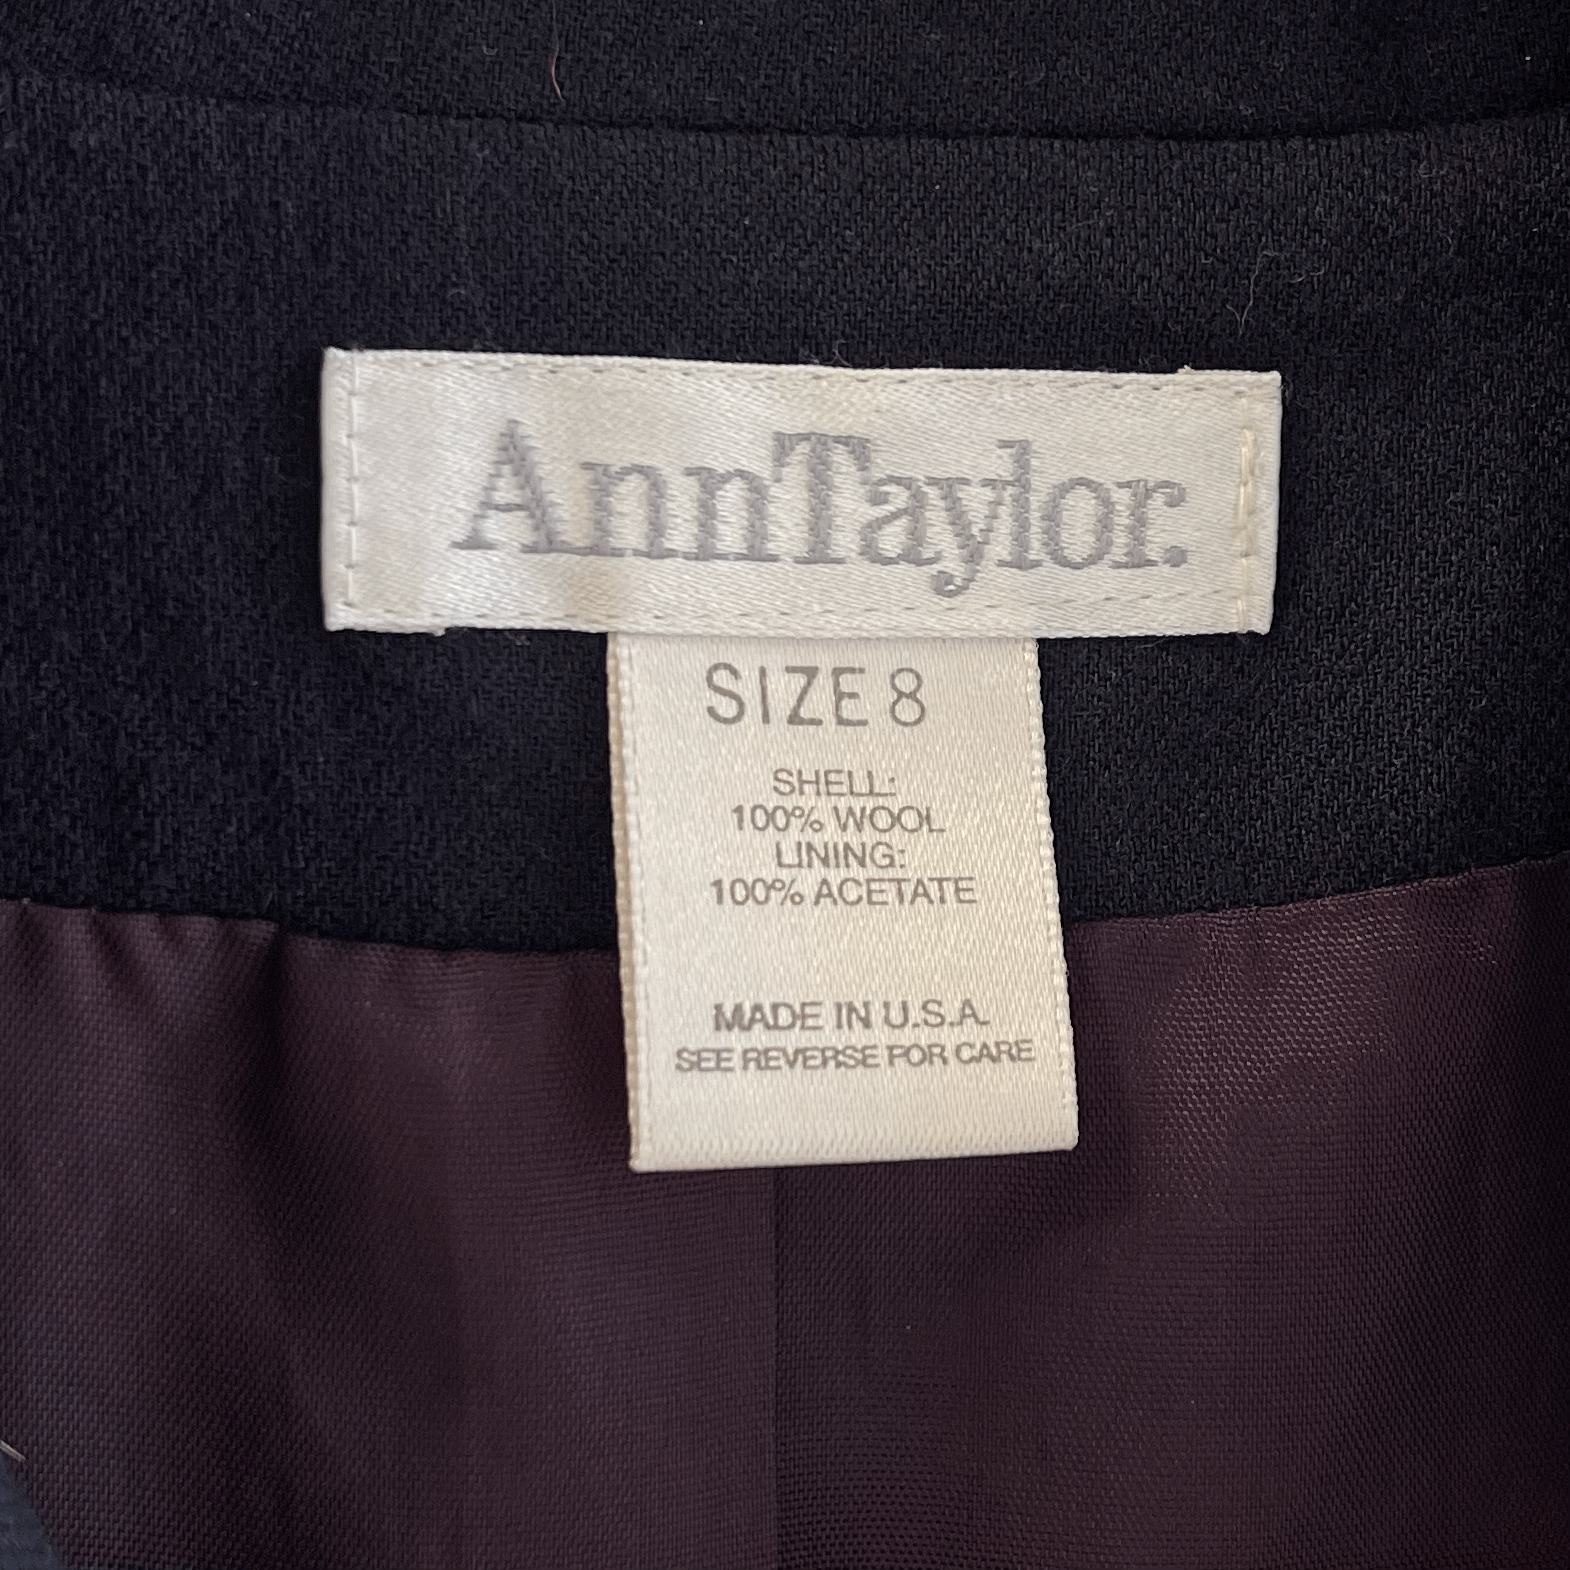 AnnTaylor.
SIZE 8
SHELL:
100% WOOL
LINING:
100% ACETATE
MADE IN U.S.A.
SEE REVERSE FOR CARE